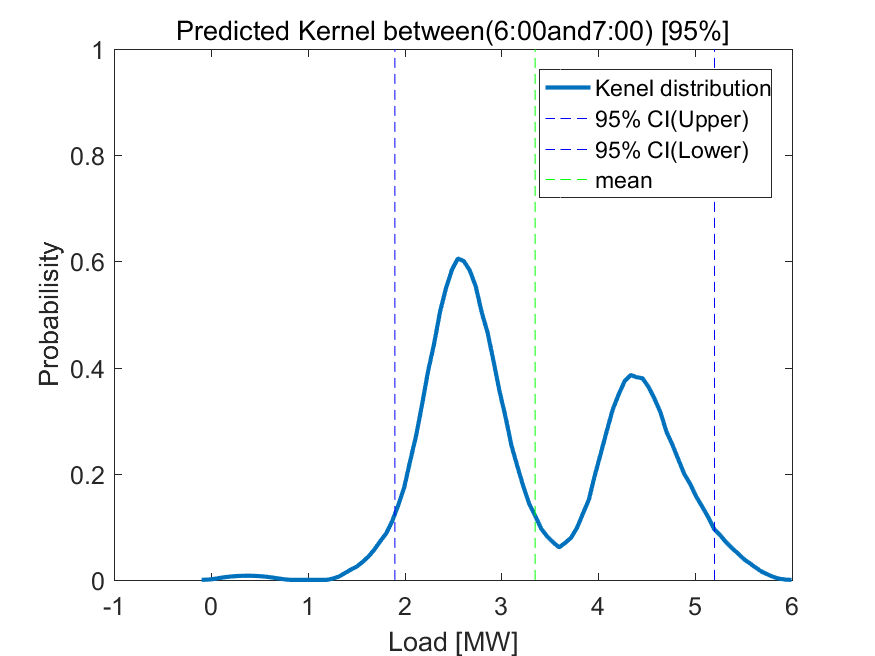 Predicted Kernel between(6:00and7:00) [95%]
1
0.8
0.6
0.4
0.2
0
Probabilisity
Kenel distribution
95% CI(Upper)
95% CI(Lower)
mean
-1 0 1 2 3 4 5 6
Load [MW]